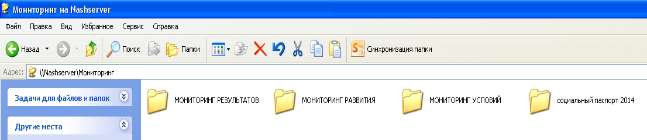 Мониторинг на Nashserver
Файл Правка Вид Избранное Сервис Справка
Назад Поиск Папки Синхронизация папки
Адрес: \\Nashserver\Мониторинг
Задачи для файлов и папок МОНИТОРИНГ РЕЗУЛЬТАТОВ МОНИТОРИНГ РАЗВИТИЯ МОНИТОРИНГ УСЛОВИЙ социальный паспорт 2014
Другие места